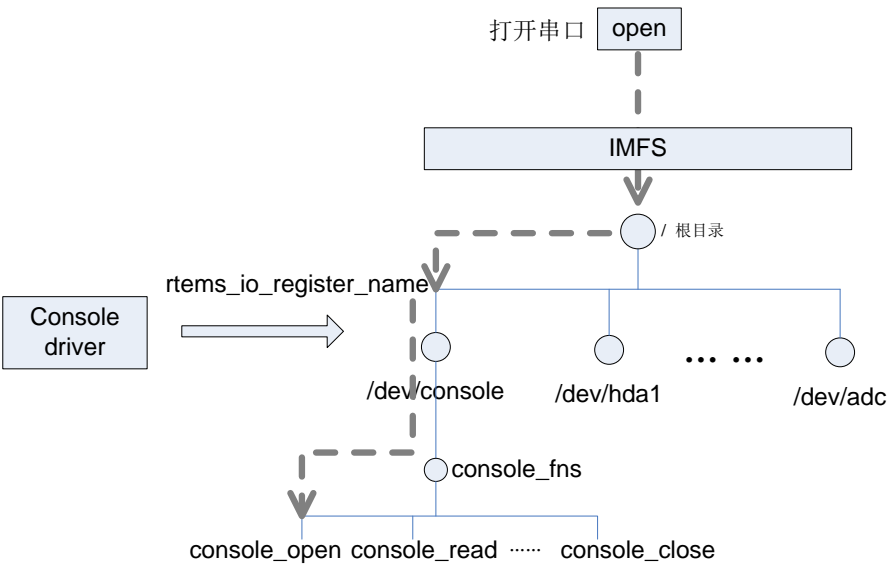 打开串口 open
IMFS
/ 根目录
rtems_io_register_name
Console
driver
/dev/console /dev/hda1 … … /dev/adc
console_fns
console_open console_read …… console_close